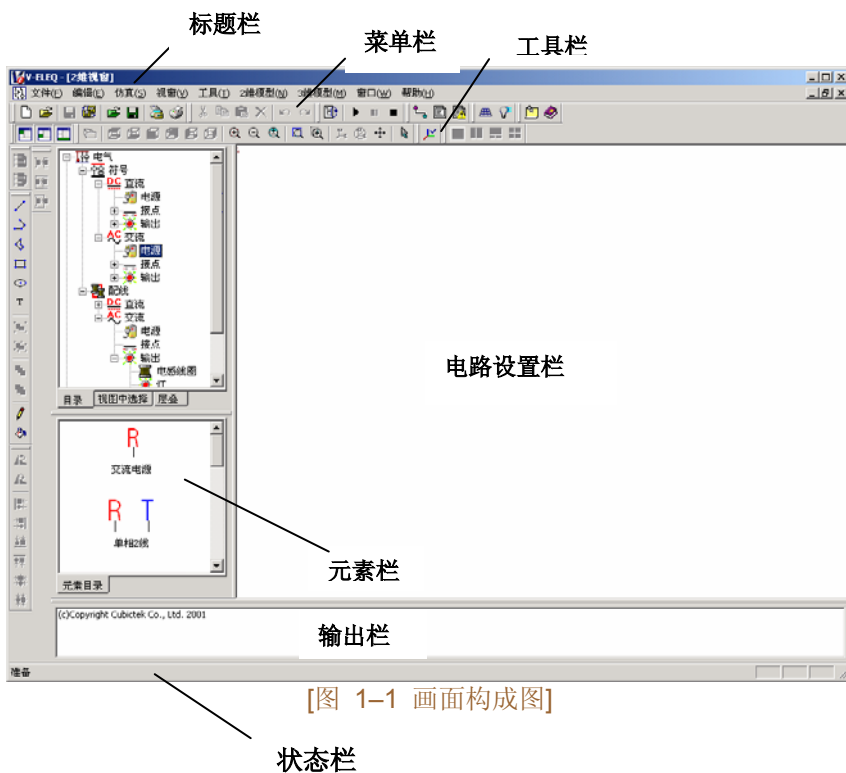 标题栏
菜单栏
工具栏
V-ELEQ - [2维视窗]
文件(F) 编辑(E) 仿真(S) 视窗(V) 工具(T) 2维模型(N) 3维模型(M) 窗口(W) 帮助(H)
电气
符号
DC 直流
电源
接点
输出
AC 交流
电源
接点
输出
配线
DC 直流
AC 交流
电源
接点
输出
电感线圈
灯
目录 视图中选择 层叠
电路设置栏
R
交流电源
R T
单相2线
元素目录
元素栏
(c)Copyright Cubictek Co., Ltd. 2001
输出栏
准备
[图 1–1 画面构成图]
状态栏